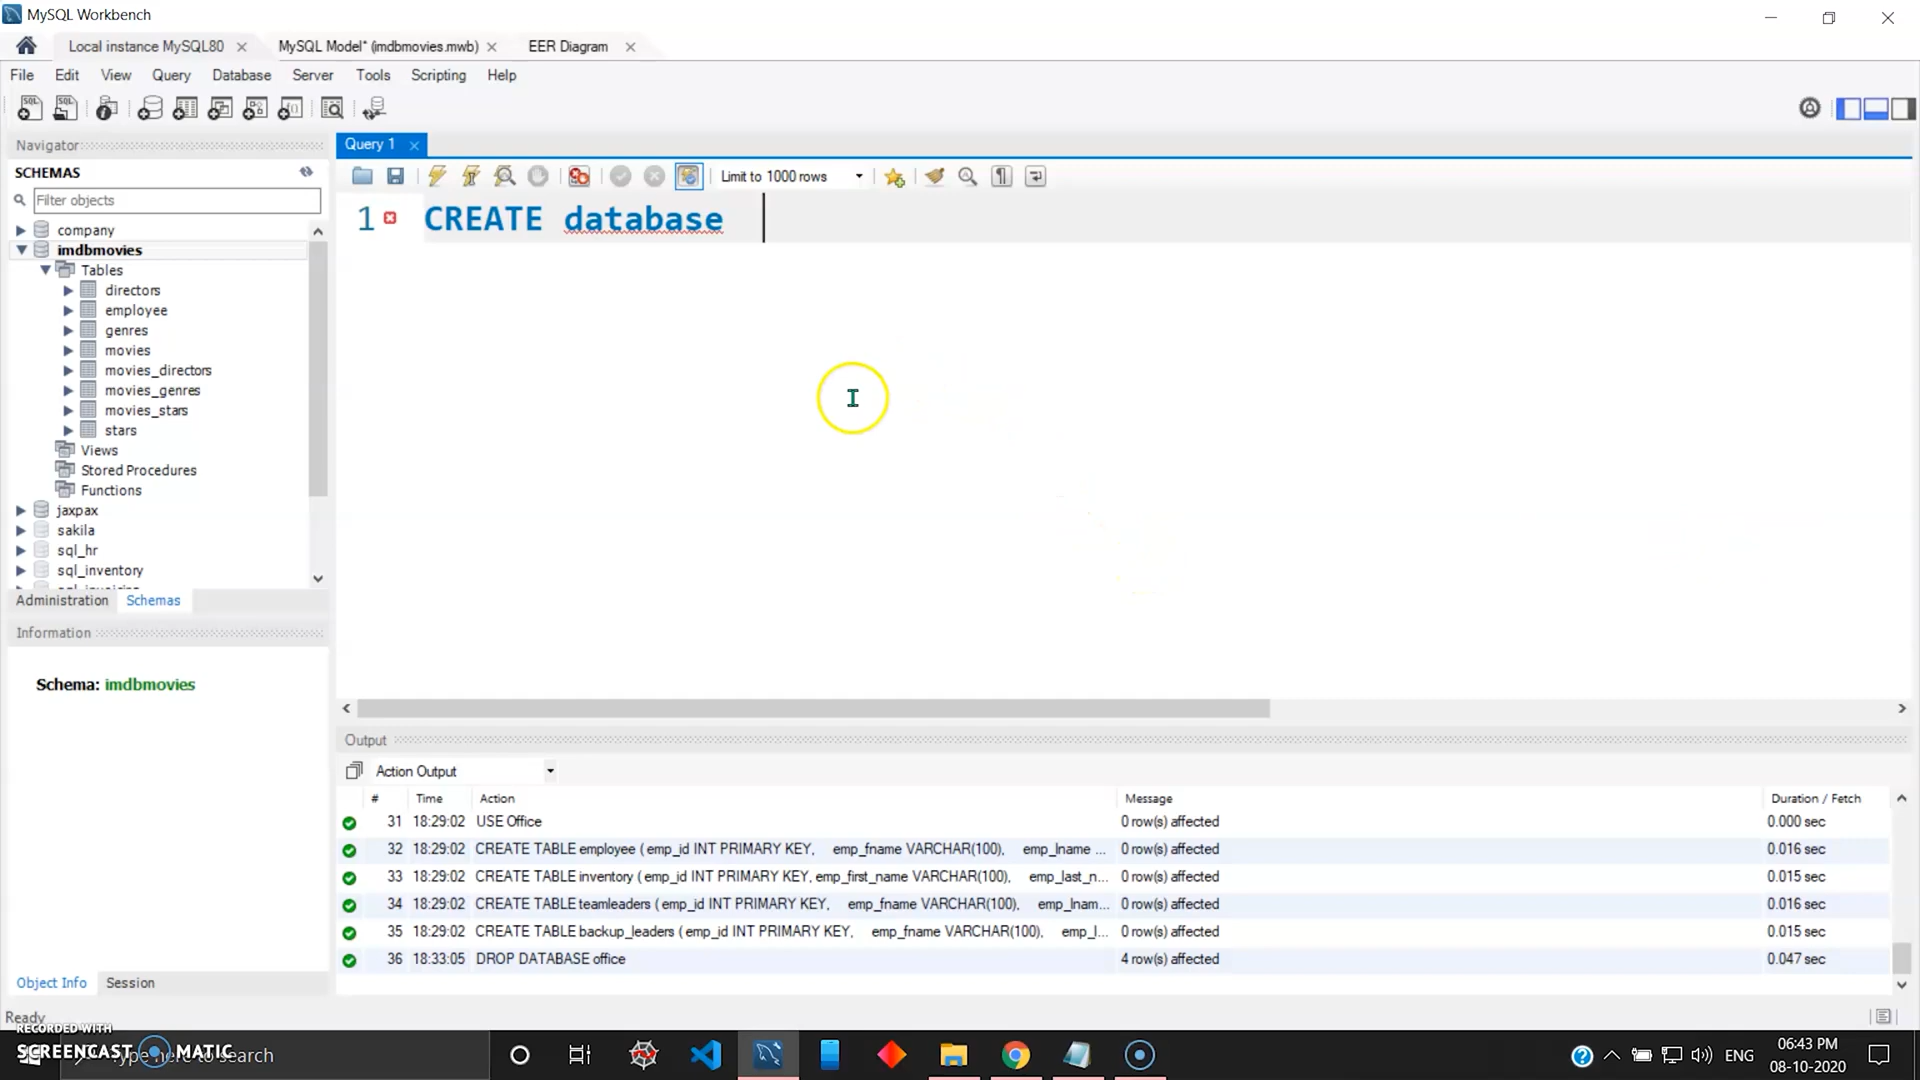 MySQL Workbench
Local instance MySQL80
MySQL Model* (imdbmovies.mwb)
EER Diagram
File Edit View Query Database Server Tools Scripting Help
Navigator
Query 1
SCHEMAS
Limit to 1000 rows
Filter objects
1 CREATE database
company
imdbmovies
Tables
directors
employee
genres
movies
movies_directors
movies_genres
movies_stars
stars
Views
Stored Procedures
Functions
jaxpax
sakila
sql_hr
sql_inventory
Administration Schemas
Information
Schema: imdbmovies
Output
Action Output
# Time Action Message Duration / Fetch
31 18:29:02 USE Office 0 row(s) affected 0.000 sec
32 18:29:02 CREATE TABLE employee ( emp_id INT PRIMARY KEY, emp_fname VARCHAR(100), emp_lname ... 0 row(s) affected 0.016 sec
33 18:29:02 CREATE TABLE inventory ( emp_id INT PRIMARY KEY, emp_first_name VARCHAR(100), emp_last_n... 0 row(s) affected 0.015 sec
34 18:29:02 CREATE TABLE teamleaders ( emp_id INT PRIMARY KEY, emp_fname VARCHAR(100), emp_lnam... 0 row(s) affected 0.016 sec
35 18:29:02 CREATE TABLE backup_leaders ( emp_id INT PRIMARY KEY, emp_fname VARCHAR(100), emp_l... 0 row(s) affected 0.015 sec
36 18:33:05 DROP DATABASE office 4 row(s) affected 0.047 sec
Object Info Session
Ready
RECORDED WITH
SCREENCAST MATIC
Type here to search
ENG
06:43 PM
08-10-2020